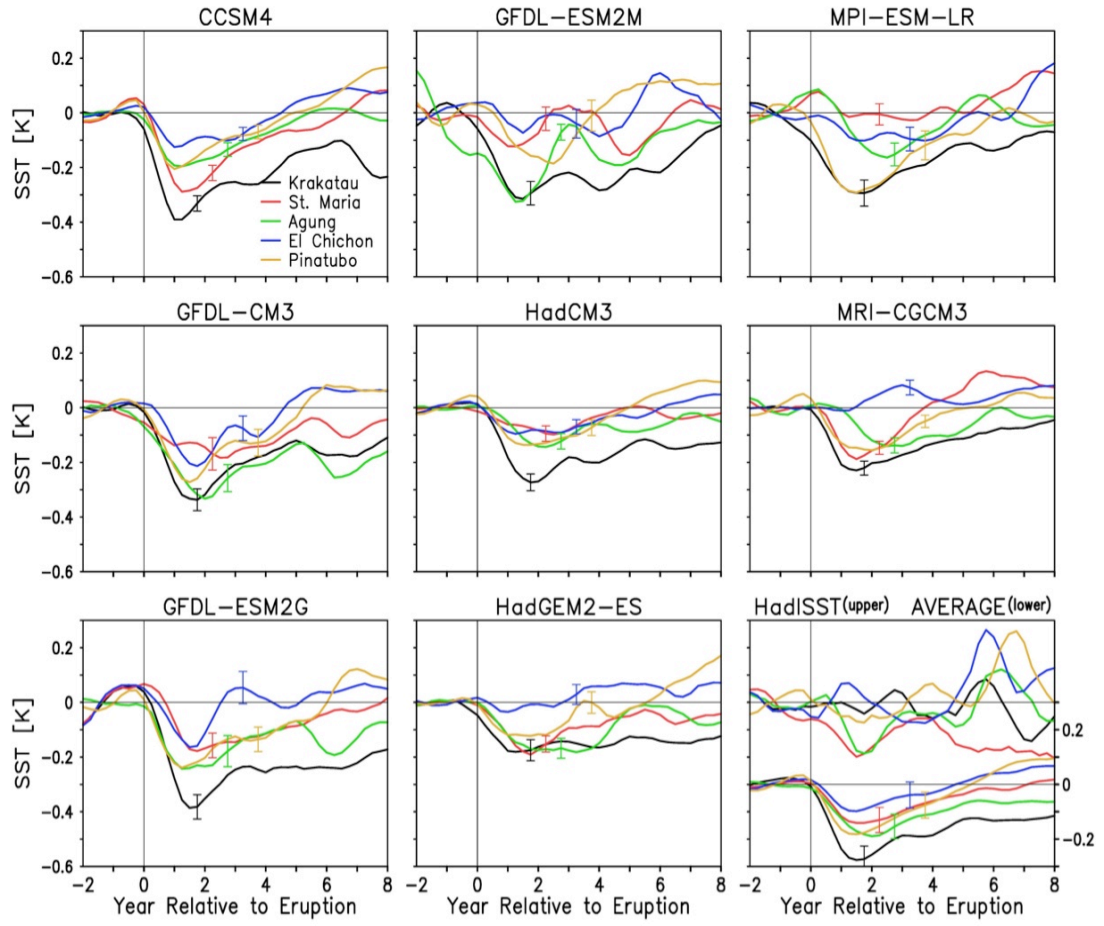 CCSM4 GFDL−ESM2M MPI−ESM−LR
0.2
0
−0.2
−0.4
−0.6
SST [K]
Krakatau
St. Maria
Agung
El Chichon
Pinatubo
GFDL−CM3 HadCM3 MRI−CGCM3
0.2
0
−0.2
−0.4
−0.6
SST [K]
GFDL−ESM2G HadGEM2−ES HadISST(upper) AVERAGE(lower)
0.2
0
−0.2
−0.4
−0.6
SST [K]
0.2
0
−0.2
−2 0 2 4 6 8 −2 0 2 4 6 8 −2 0 2 4 6 8
Year Relative to Eruption Year Relative to Eruption Year Relative to Eruption